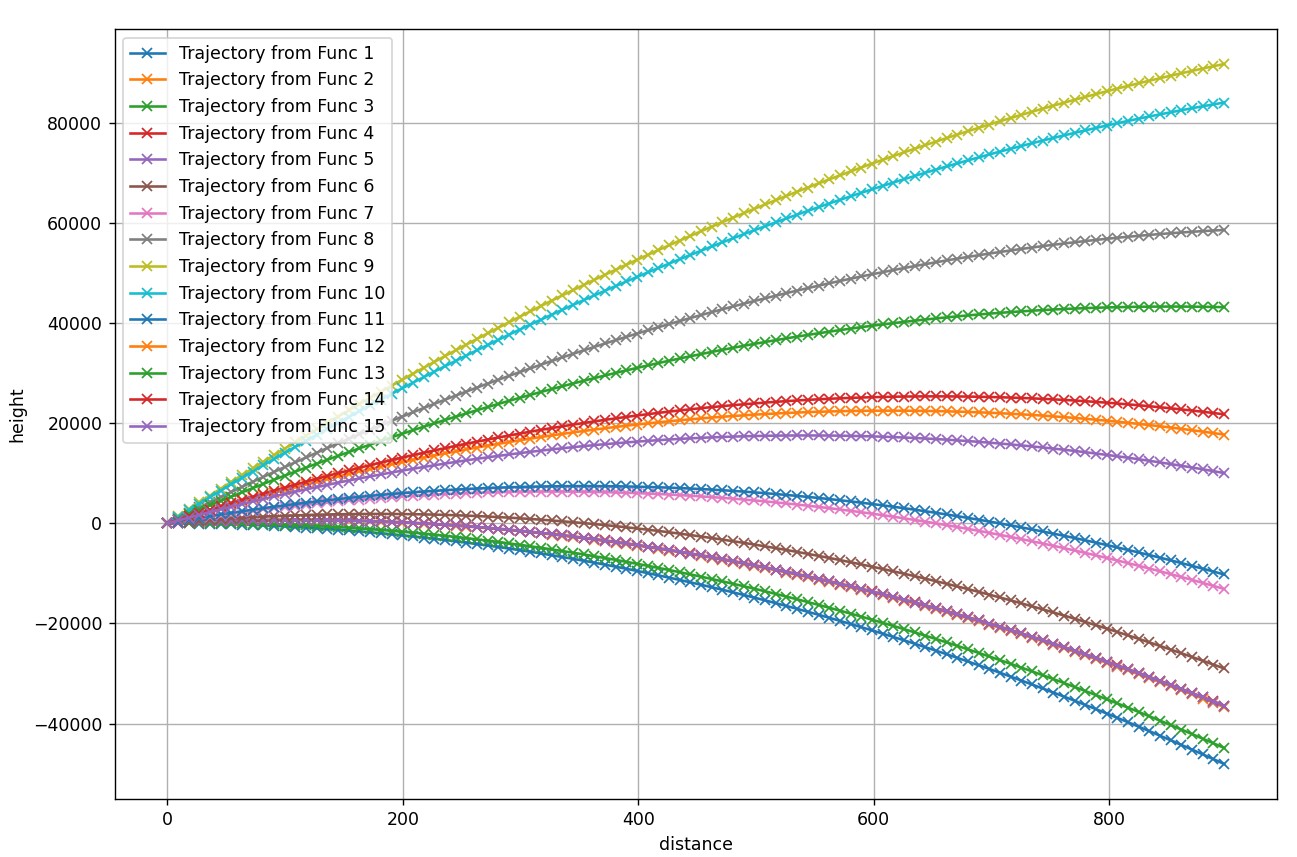 Trajectory from Func 1
Trajectory from Func 2
Trajectory from Func 3
Trajectory from Func 4
Trajectory from Func 5
Trajectory from Func 6
Trajectory from Func 7
Trajectory from Func 8
Trajectory from Func 9
Trajectory from Func 10
Trajectory from Func 11
Trajectory from Func 12
Trajectory from Func 13
Trajectory from Func 14
Trajectory from Func 15
80000
60000
40000
20000
0
−20000
−40000
height
0 200 400 600 800
distance